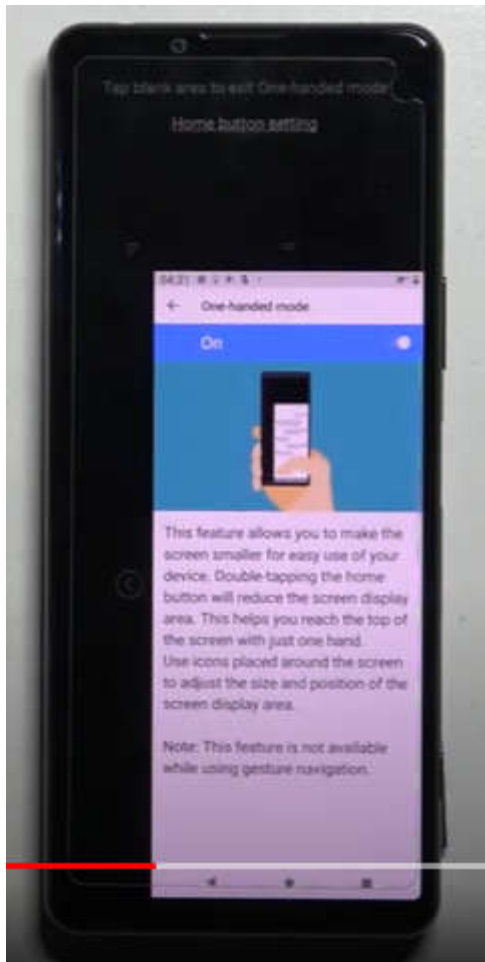 Tap blank area to exit One-handed mode
Home button setting
04:31
One-handed mode
On
This feature allows you to make the
screen smaller for easy use of your
device. Double-tapping the home
button will reduce the screen display
area. This helps you reach the top of
the screen with just one hand.
Use icons placed around the screen
to adjust the size and position of the
screen display area.
Note: This feature is not available
while using gesture navigation.